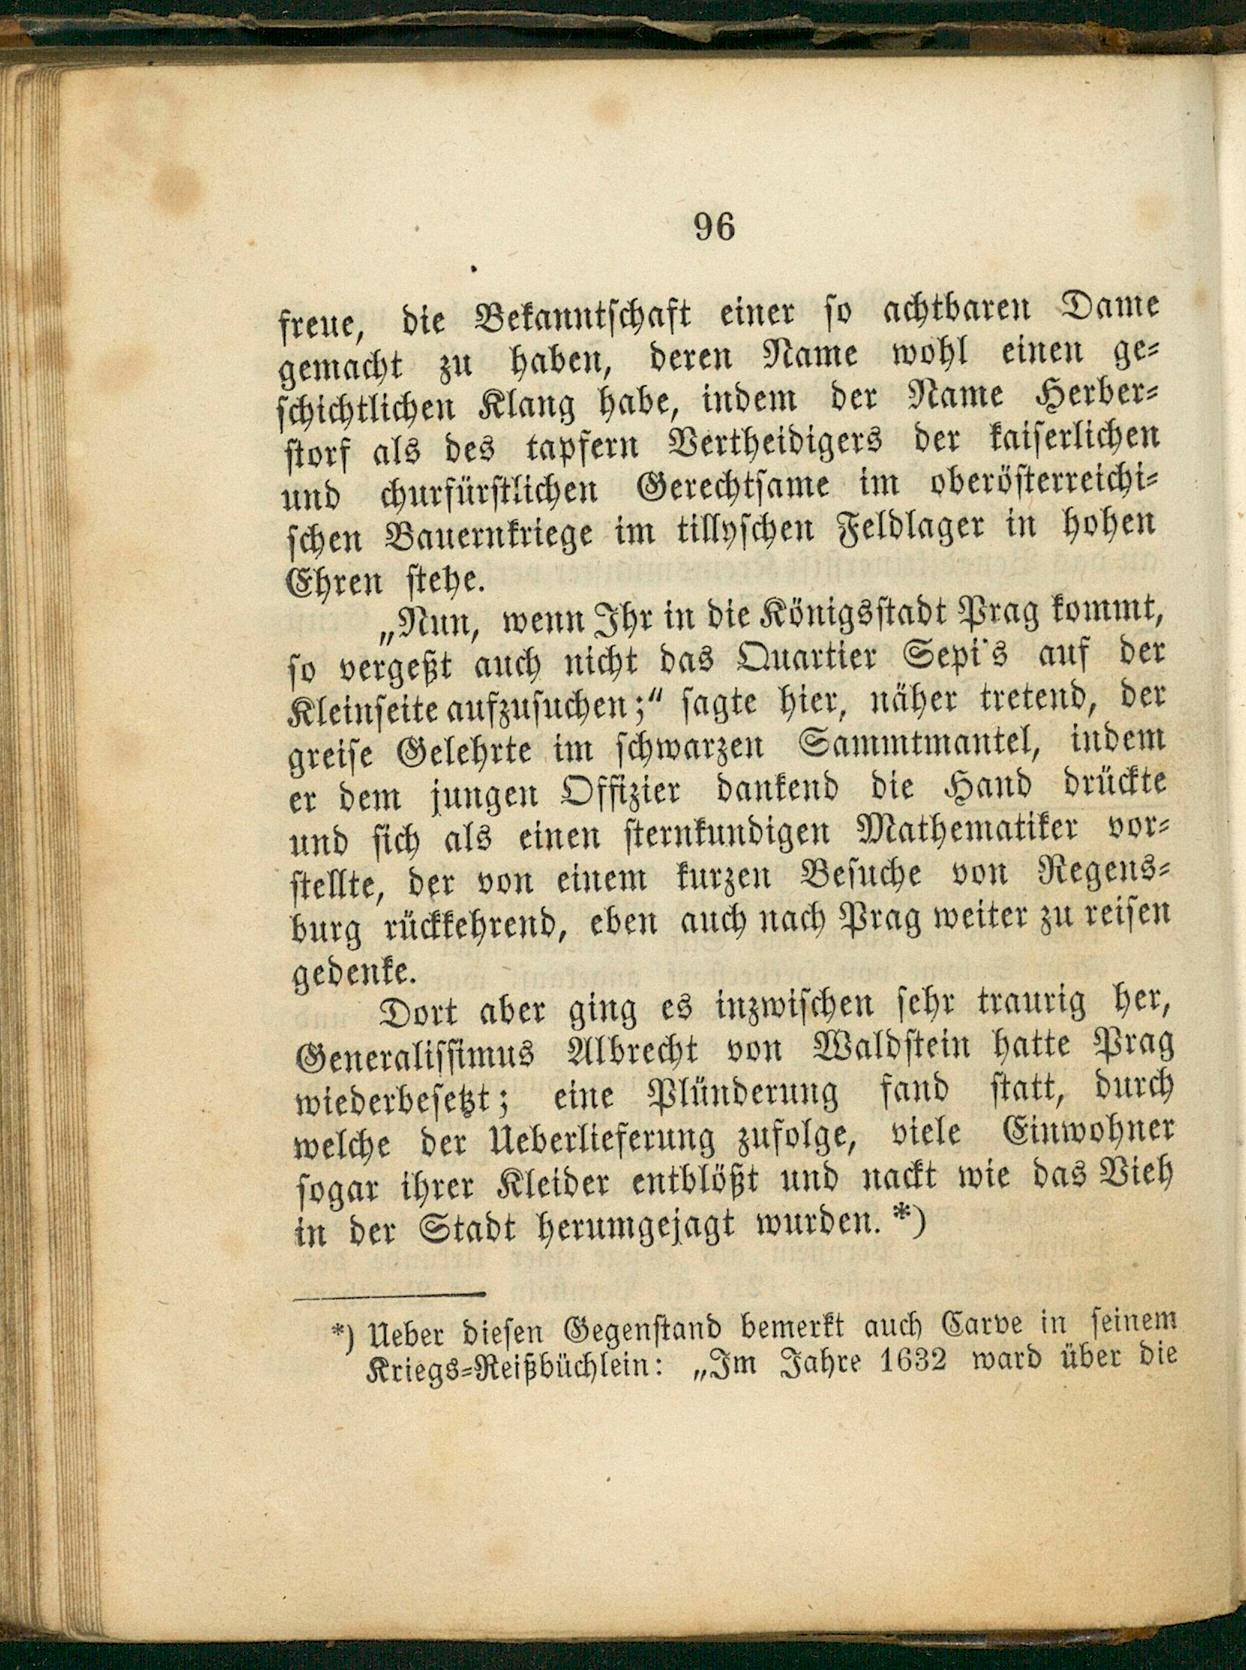 96
freue, die Bekanntschaft einer so achtbaren Dame
gemacht zu haben, deren Name wohl einen ge-
schichtlichen Klang habe, indem der Name Herber-
storf als des tapfern Vertheidigers der kaiserlichen
und churfürstlichen Gerechtsame im oberösterreichi-
schen Bauernkriege im tillyschen Feldlager in hohen
Ehren stehe.
„Nun, wenn Ihr in die Königsstadt Prag kommt,
so vergeßt auch nicht das Quartier Sepi's auf der
Kleinseite aufzusuchen;“ sagte hier, näher tretend, der
greise Gelehrte im schwarzen Sammtmantel, indem
er dem jungen Offizier dankend die Hand drückte
und sich als einen sternkundigen Mathematiker vor-
stellte, der von einem kurzen Besuche von Regens-
burg rückkehrend, eben auch nach Prag weiter zu reisen
gedenke.
Dort aber ging es inzwischen sehr traurig her,
Generalissimus Albrecht von Waldstein hatte Prag
wiederbesetzt; eine Plünderung fand statt, durch
welche der Ueberlieferung zufolge, viele Einwohner
sogar ihrer Kleider entblößt und nackt wie das Vieh
in der Stadt herumgejagt wurden. *)
*) Ueber diesen Gegenstand bemerkt auch Carve in seinem
Kriegs-Reißbüchlein: „Im Jahre 1632 ward über die